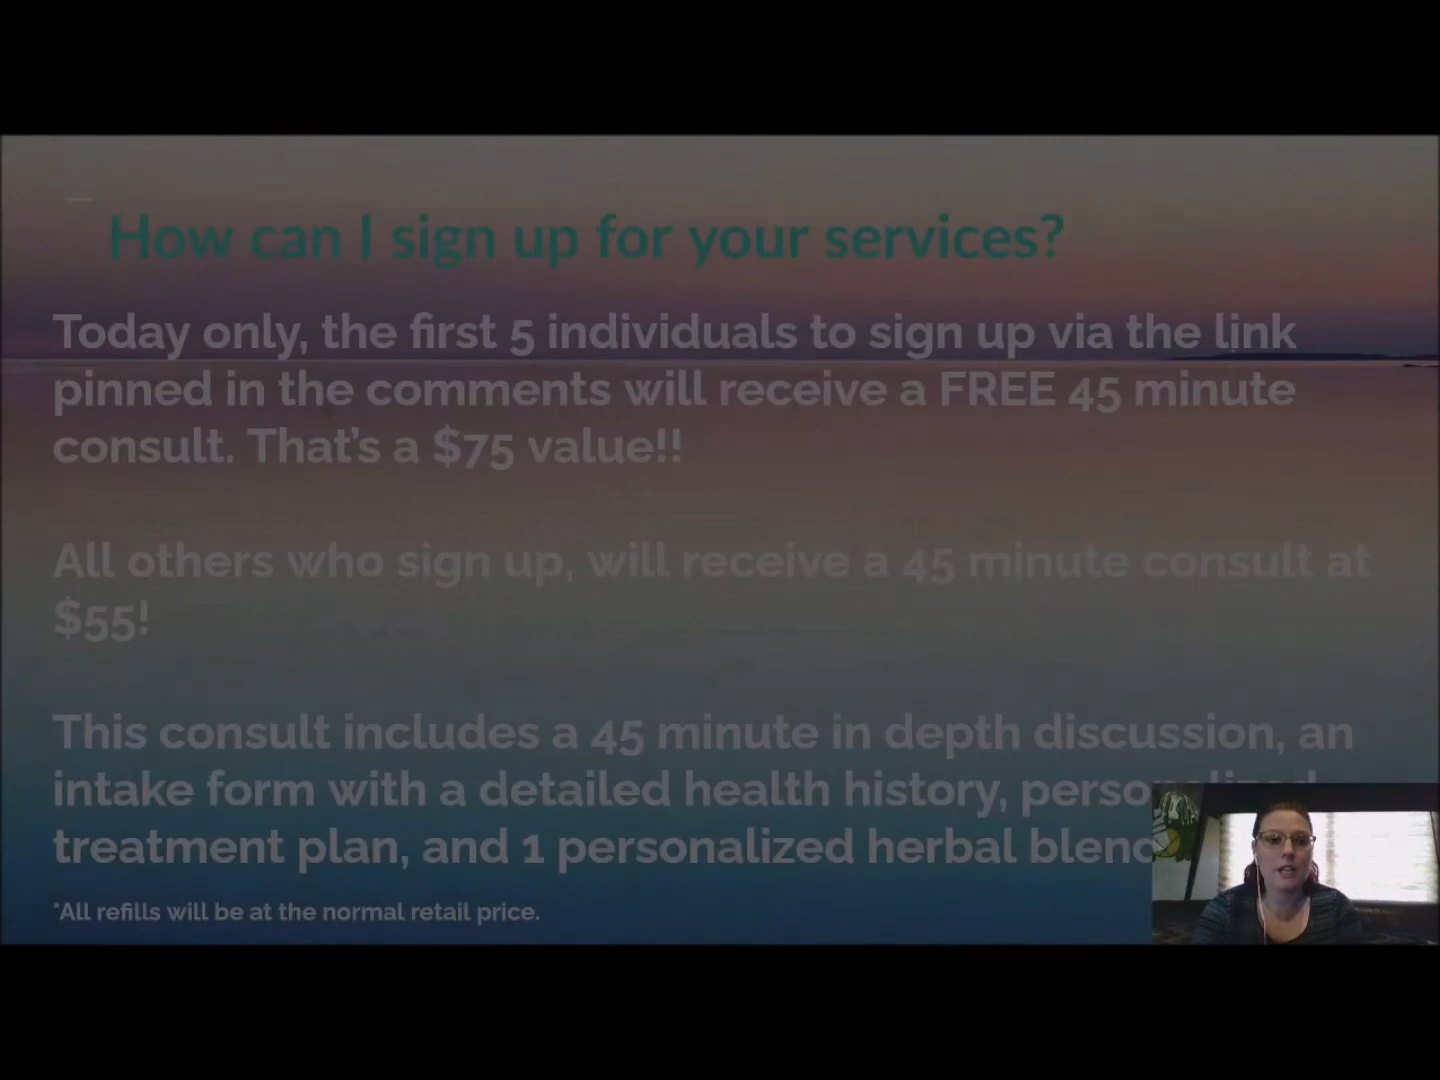 How can I sign up for your services?
Today only, the first 5 individuals to sign up via the link
pinned in the comments will receive a FREE 45 minute
consult. That's a $75 value!!
All others who sign up, will receive a 45 minute consult at
$55!
This consult includes a 45 minute in depth discussion, an
intake form with a detailed health history, personalized
treatment plan, and 1 personalized herbal blend
*All refills will be at the normal retail price.